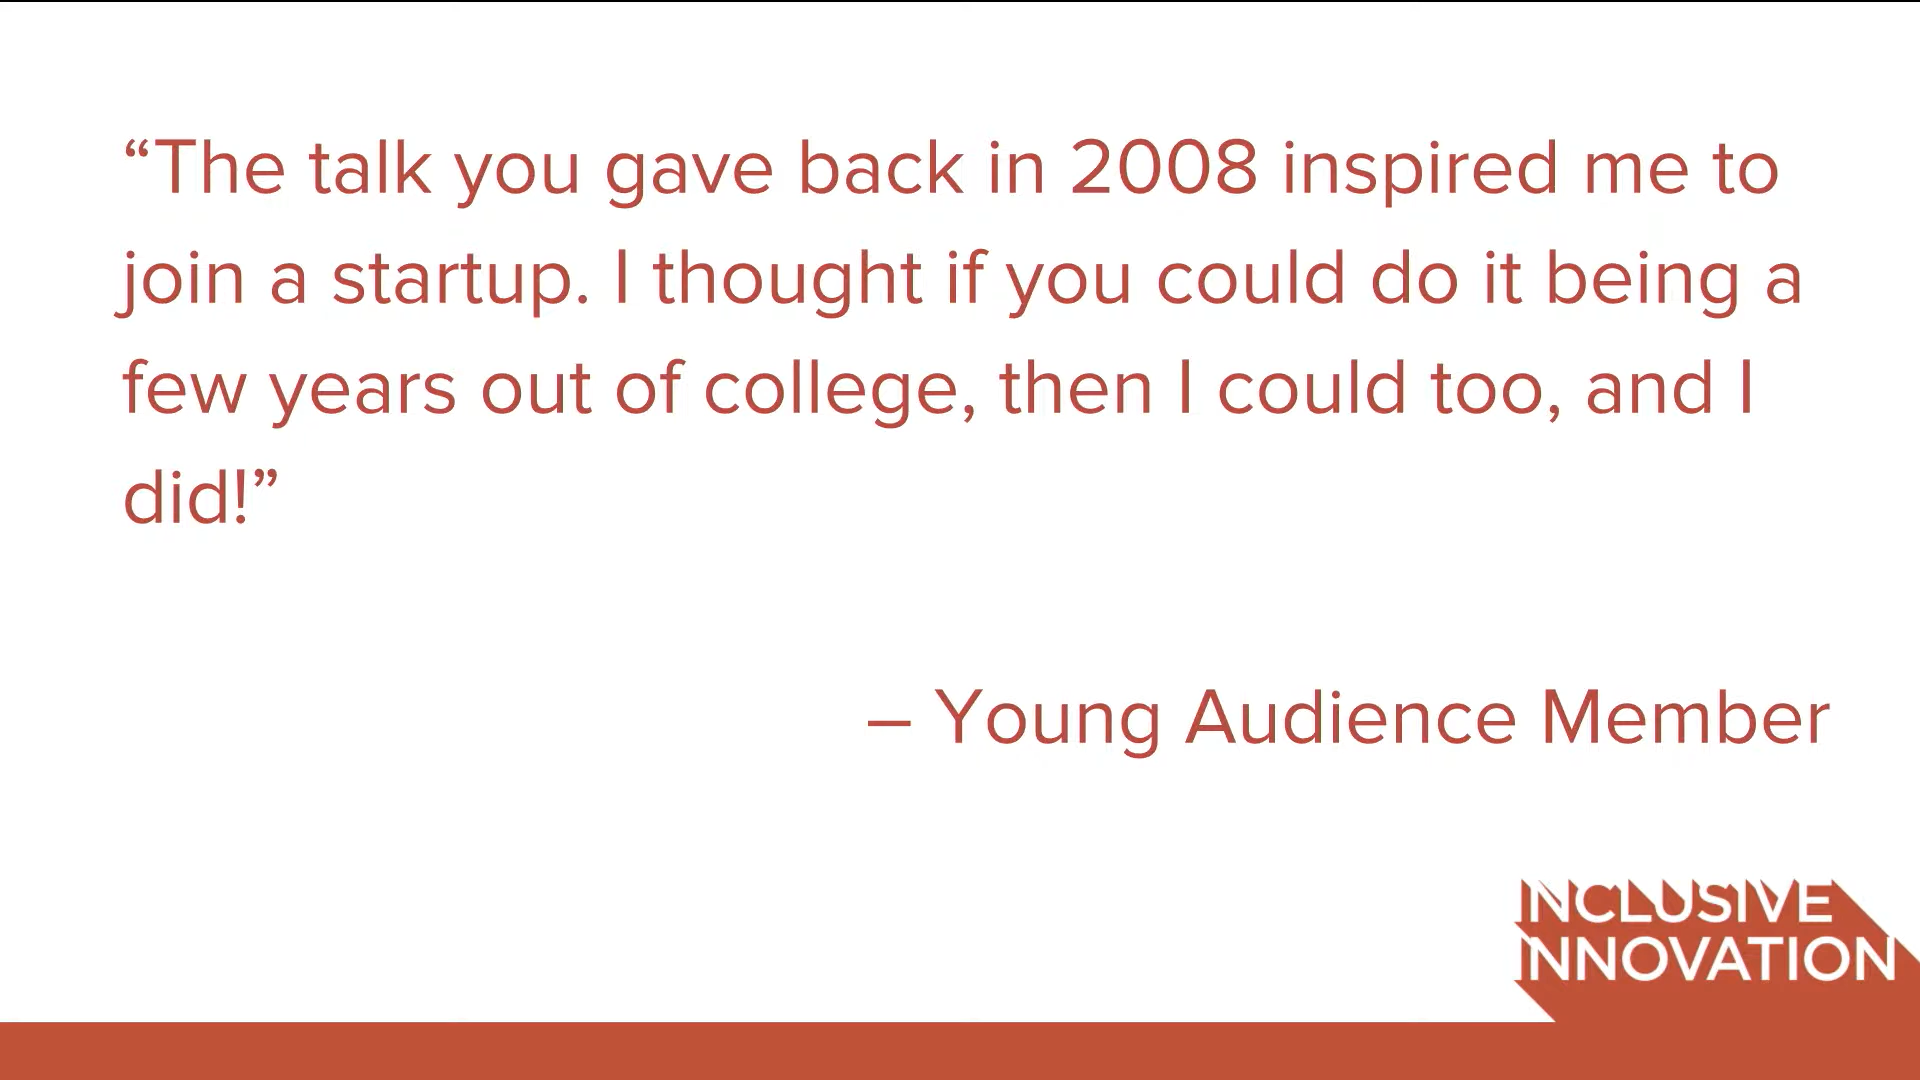 “The talk you gave back in 2008 inspired me to
join a startup. I thought if you could do it being a
few years out of college, then I could too, and I
did!”
– Young Audience Member
INCLUSIVE
INNOVATION